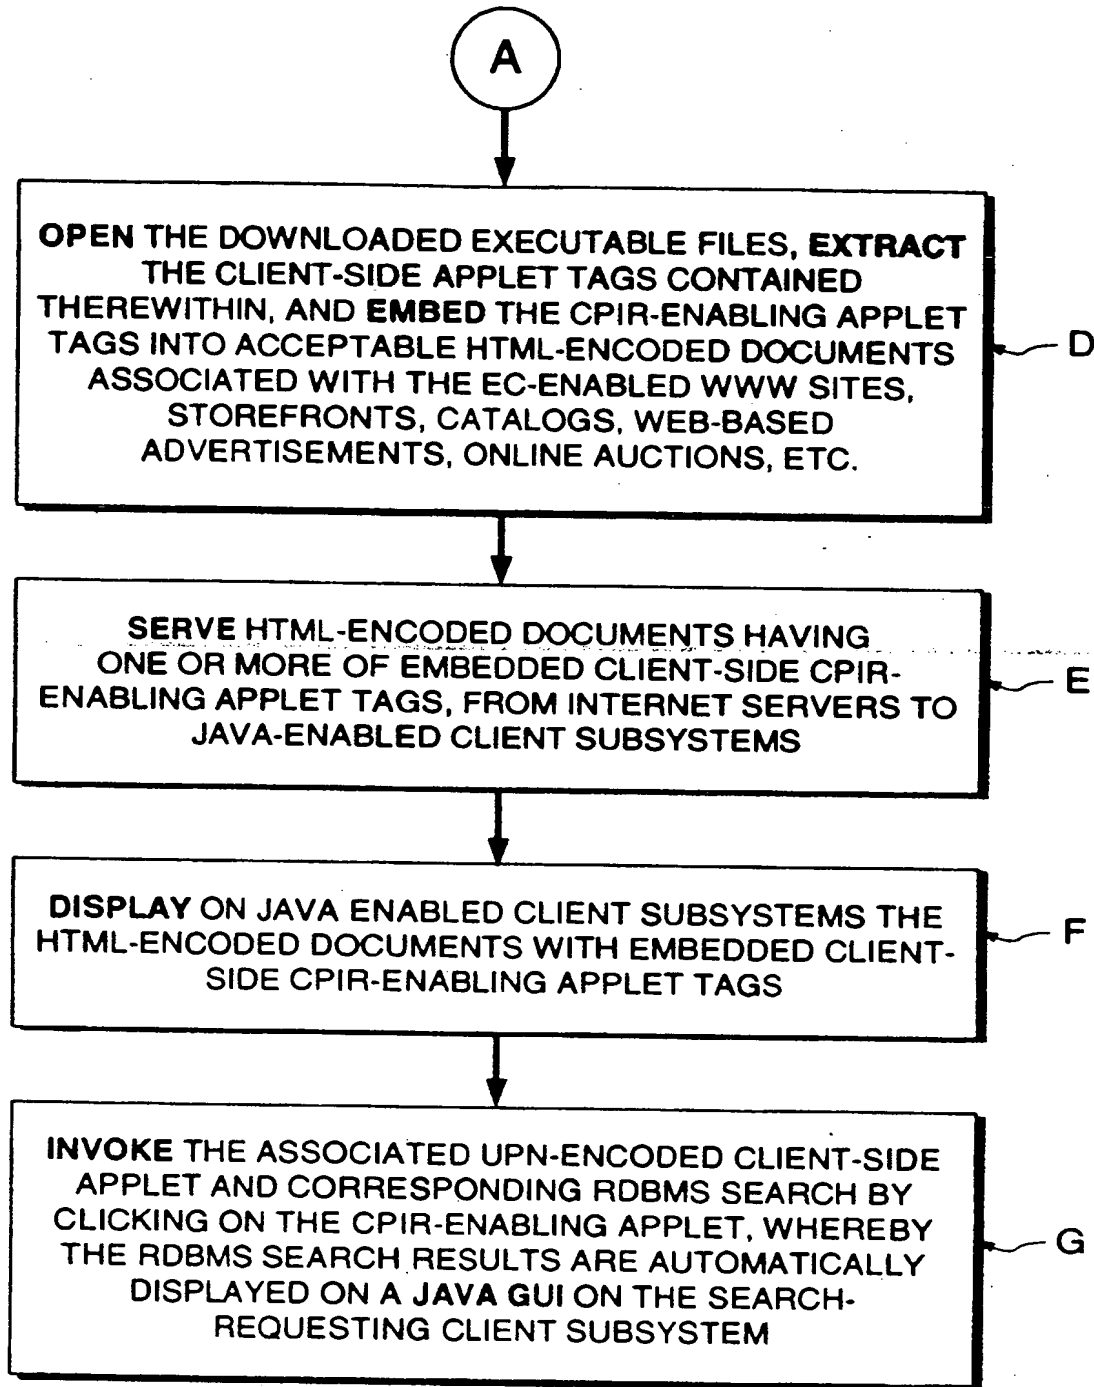 A
OPEN THE DOWNLOADED EXECUTABLE FILES, EXTRACT
THE CLIENT-SIDE APPLET TAGS CONTAINED
THEREWITHIN, AND EMBED THE CPIR-ENABLING APPLET
TAGS INTO ACCEPTABLE HTML-ENCODED DOCUMENTS
ASSOCIATED WITH THE EC-ENABLED WWW SITES,
STOREFRONTS, CATALOGS, WEB-BASED
ADVERTISEMENTS, ONLINE AUCTIONS, ETC.
D
SERVE HTML-ENCODED DOCUMENTS HAVING
ONE OR MORE OF EMBEDDED CLIENT-SIDE CPIR-
ENABLING APPLET TAGS, FROM INTERNET SERVERS TO
JAVA-ENABLED CLIENT SUBSYSTEMS
E
DISPLAY ON JAVA ENABLED CLIENT SUBSYSTEMS THE
HTML-ENCODED DOCUMENTS WITH EMBEDDED CLIENT-
SIDE CPIR-ENABLING APPLET TAGS
F
INVOKE THE ASSOCIATED UPN-ENCODED CLIENT-SIDE
APPLET AND CORRESPONDING RDBMS SEARCH BY
CLICKING ON THE CPIR-ENABLING APPLET, WHEREBY
THE RDBMS SEARCH RESULTS ARE AUTOMATICALLY
DISPLAYED ON A JAVA GUI ON THE SEARCH-
REQUESTING CLIENT SUBSYSTEM
G